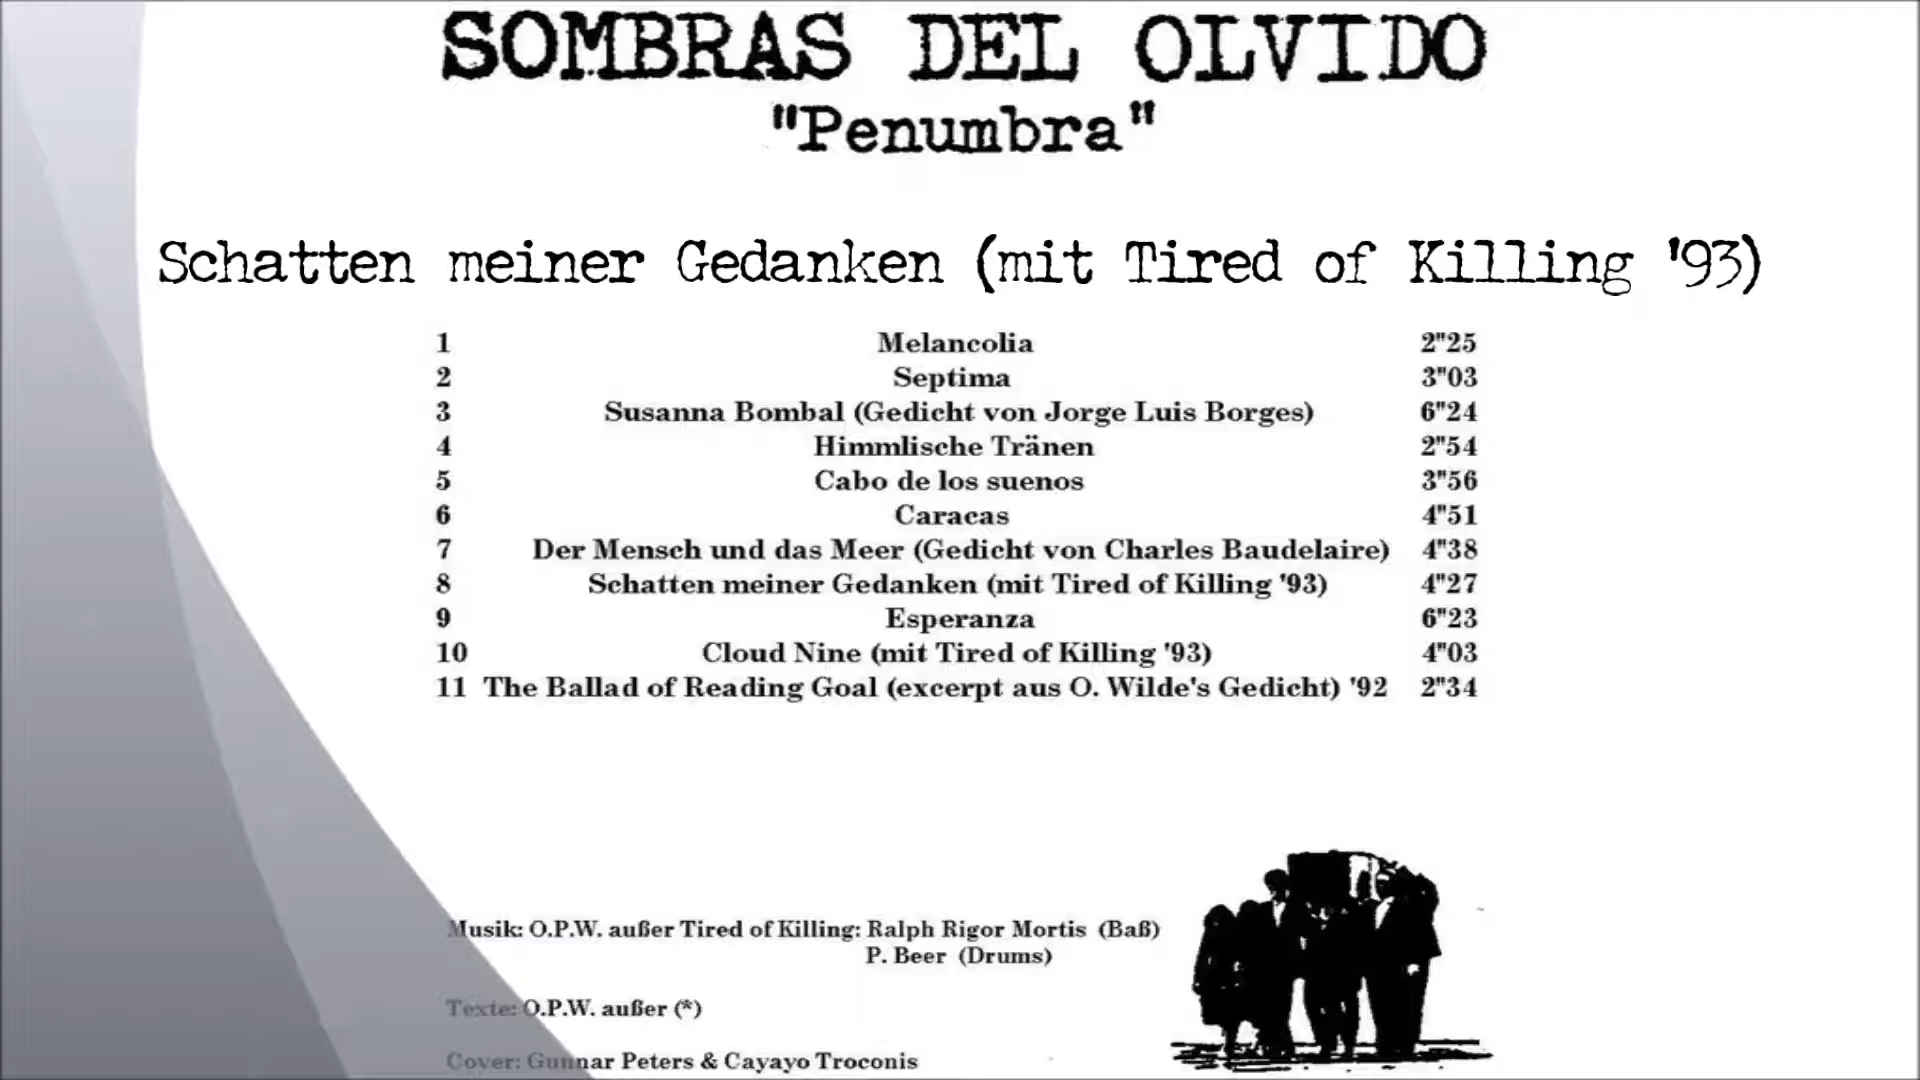 SOMBRAS DEL OLVIDO
"Penumbra"
Schatten meiner Gedanken (mit Tired of Killing '93)
1 Melancolia 2"25
2 Septima 3"03
3 Susanna Bombal (Gedicht von Jorge Luis Borges) 6"24
4 Himmlische Tränen 2"54
5 Cabo de los suenos 3"56
6 Caracas 4"51
7 Der Mensch und das Meer (Gedicht von Charles Baudelaire) 4"38
8 Schatten meiner Gedanken (mit Tired of Killing '93) 4"27
9 Esperanza 6"23
10 Cloud Nine (mit Tired of Killing '93) 4"03
11 The Ballad of Reading Goal (excerpt aus O. Wilde's Gedicht) '92 2"34
Musik: O.P.W. außer Tired of Killing: Ralph Rigor Mortis (Baß)
P. Beer (Drums)
Texte: O.P.W. außer (*)
Cover: Gunnar Peters & Cayayo Troconis